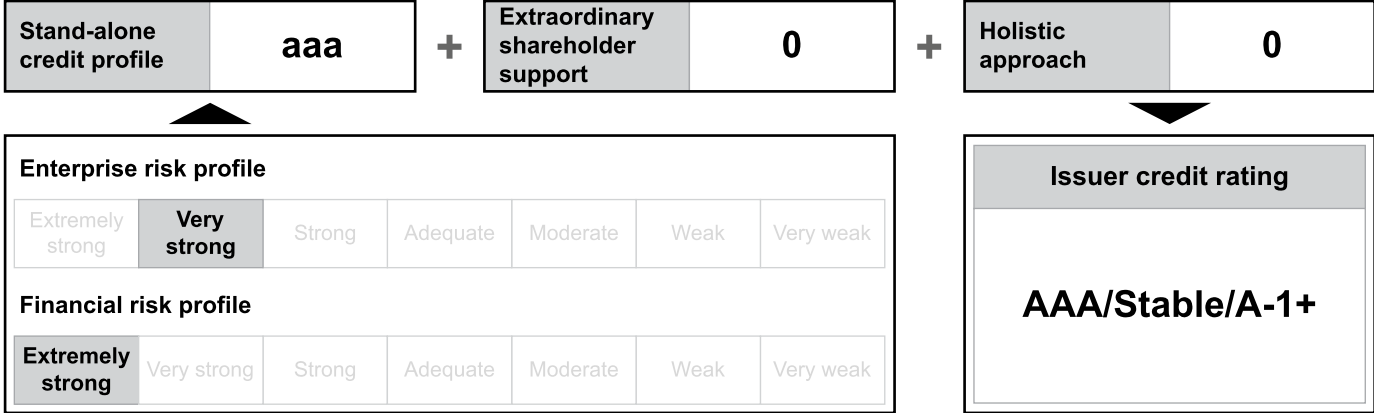 Stand-alone
credit profile
aaa
+
Extraordinary
shareholder
support
0
+
Holistic
approach
0
Enterprise risk profile
Extremely
strong
Very
strong
Strong
Adequate
Moderate
Weak
Very weak
Financial risk profile
Extremely
strong
Very strong
Strong
Adequate
Moderate
Weak
Very weak
Issuer credit rating
AAA/Stable/A-1+